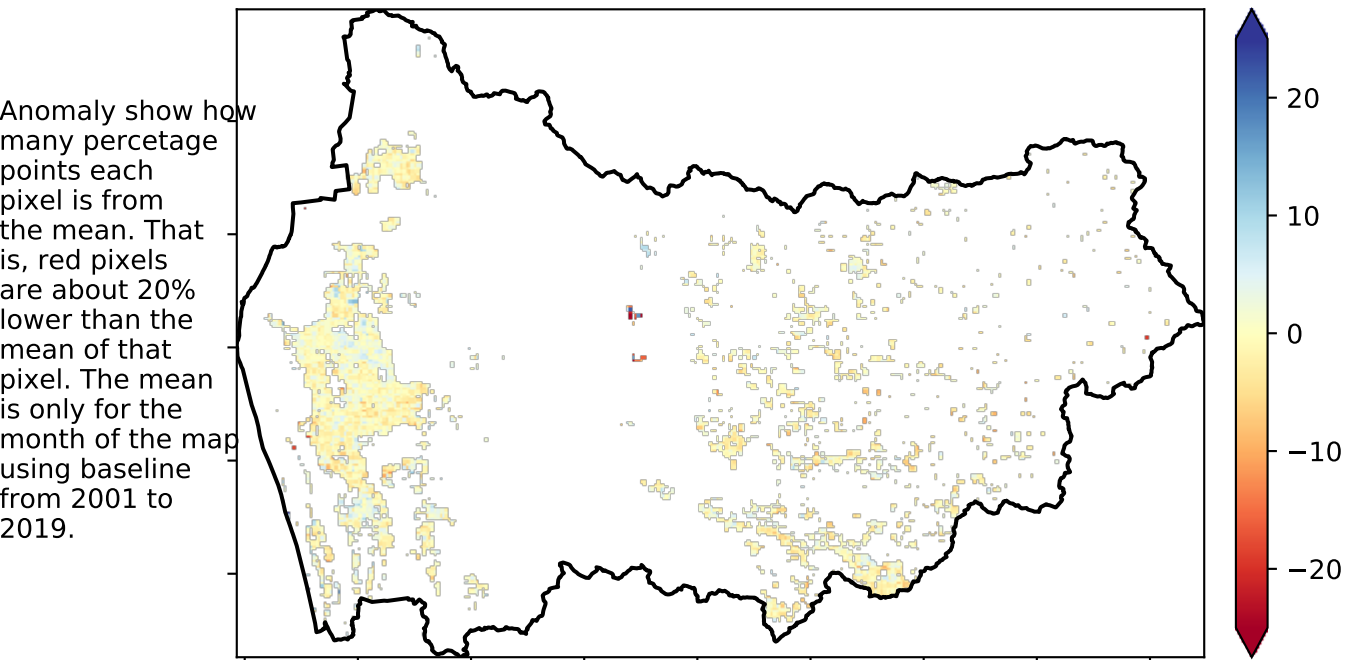 Anomaly show how
many percetage
points each
pixel is from
the mean. That
is, red pixels
are about 20%
lower than the
mean of that
pixel. The mean
is only for the
month of the map
using baseline
from 2001 to
2019.
20
10
0
−10
−20